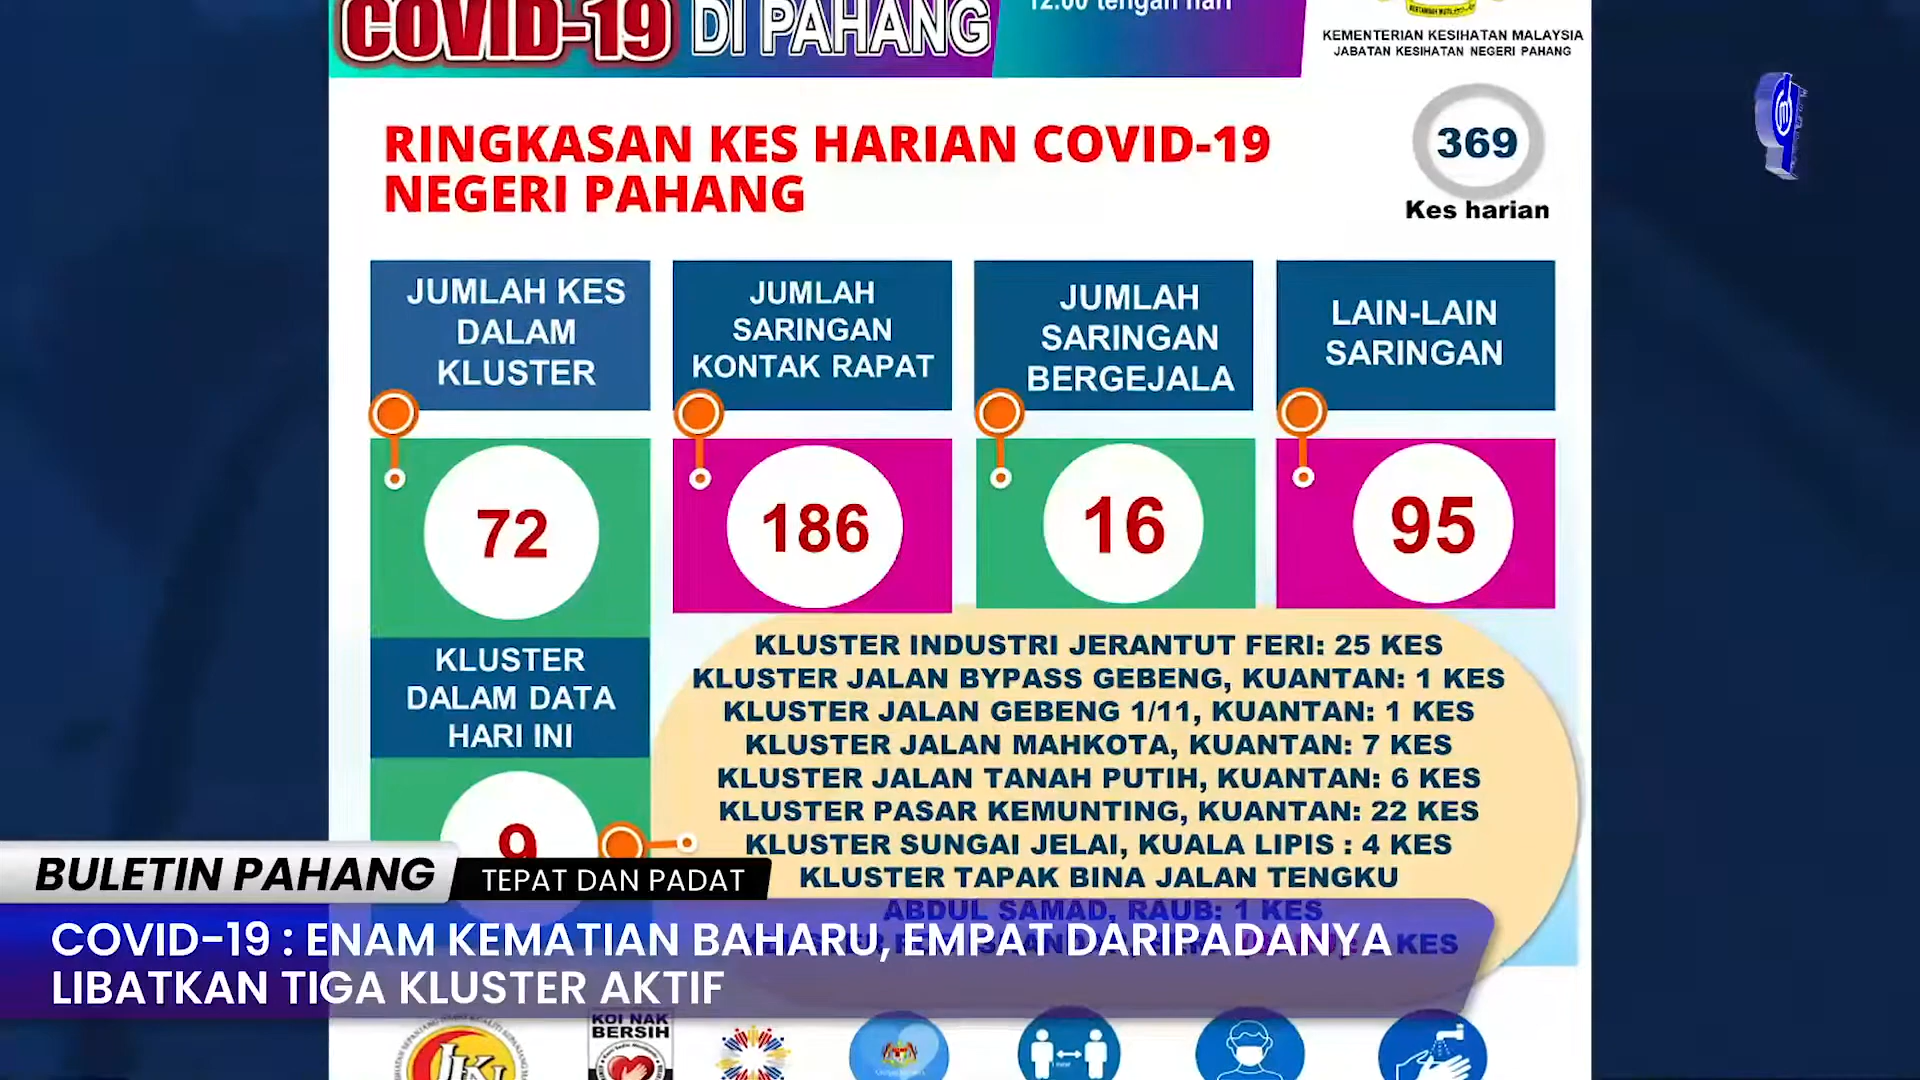 COVID-19 DI PAHANG
12.00 tengah hari
KEMENTERIAN KESIHATAN MALAYSIA
JABATAN KESIHATAN NEGERI PAHANG
RINGKASAN KES HARIAN COVID-19
NEGERI PAHANG
369
Kes harian
JUMLAH KES
DALAM
KLUSTER
JUMLAH
SARINGAN
KONTAK RAPAT
JUMLAH
SARINGAN
BERGEJALA
LAIN-LAIN
SARINGAN
72
186
16
95
KLUSTER
DALAM DATA
HARI INI
9
KLUSTER INDUSTRI JERANTUT FERI: 25 KES
KLUSTER JALAN BYPASS GEBENG, KUANTAN: 1 KES
KLUSTER JALAN GEBENG 1/11, KUANTAN: 1 KES
KLUSTER JALAN MAHKOTA, KUANTAN: 7 KES
KLUSTER JALAN TANAH PUTIH, KUANTAN: 6 KES
KLUSTER PASAR KEMUNTING, KUANTAN: 22 KES
KLUSTER SUNGAI JELAI, KUALA LIPIS : 4 KES
KLUSTER TAPAK BINA JALAN TENGKU
ABDUL SAMAD, RAUB: 1 KES
KES
BULETIN PAHANG
TEPAT DAN PADAT
COVID-19 : ENAM KEMATIAN BAHARU, EMPAT DARIPADANYA
LIBATKAN TIGA KLUSTER AKTIF
KOI NAK
BERSIH